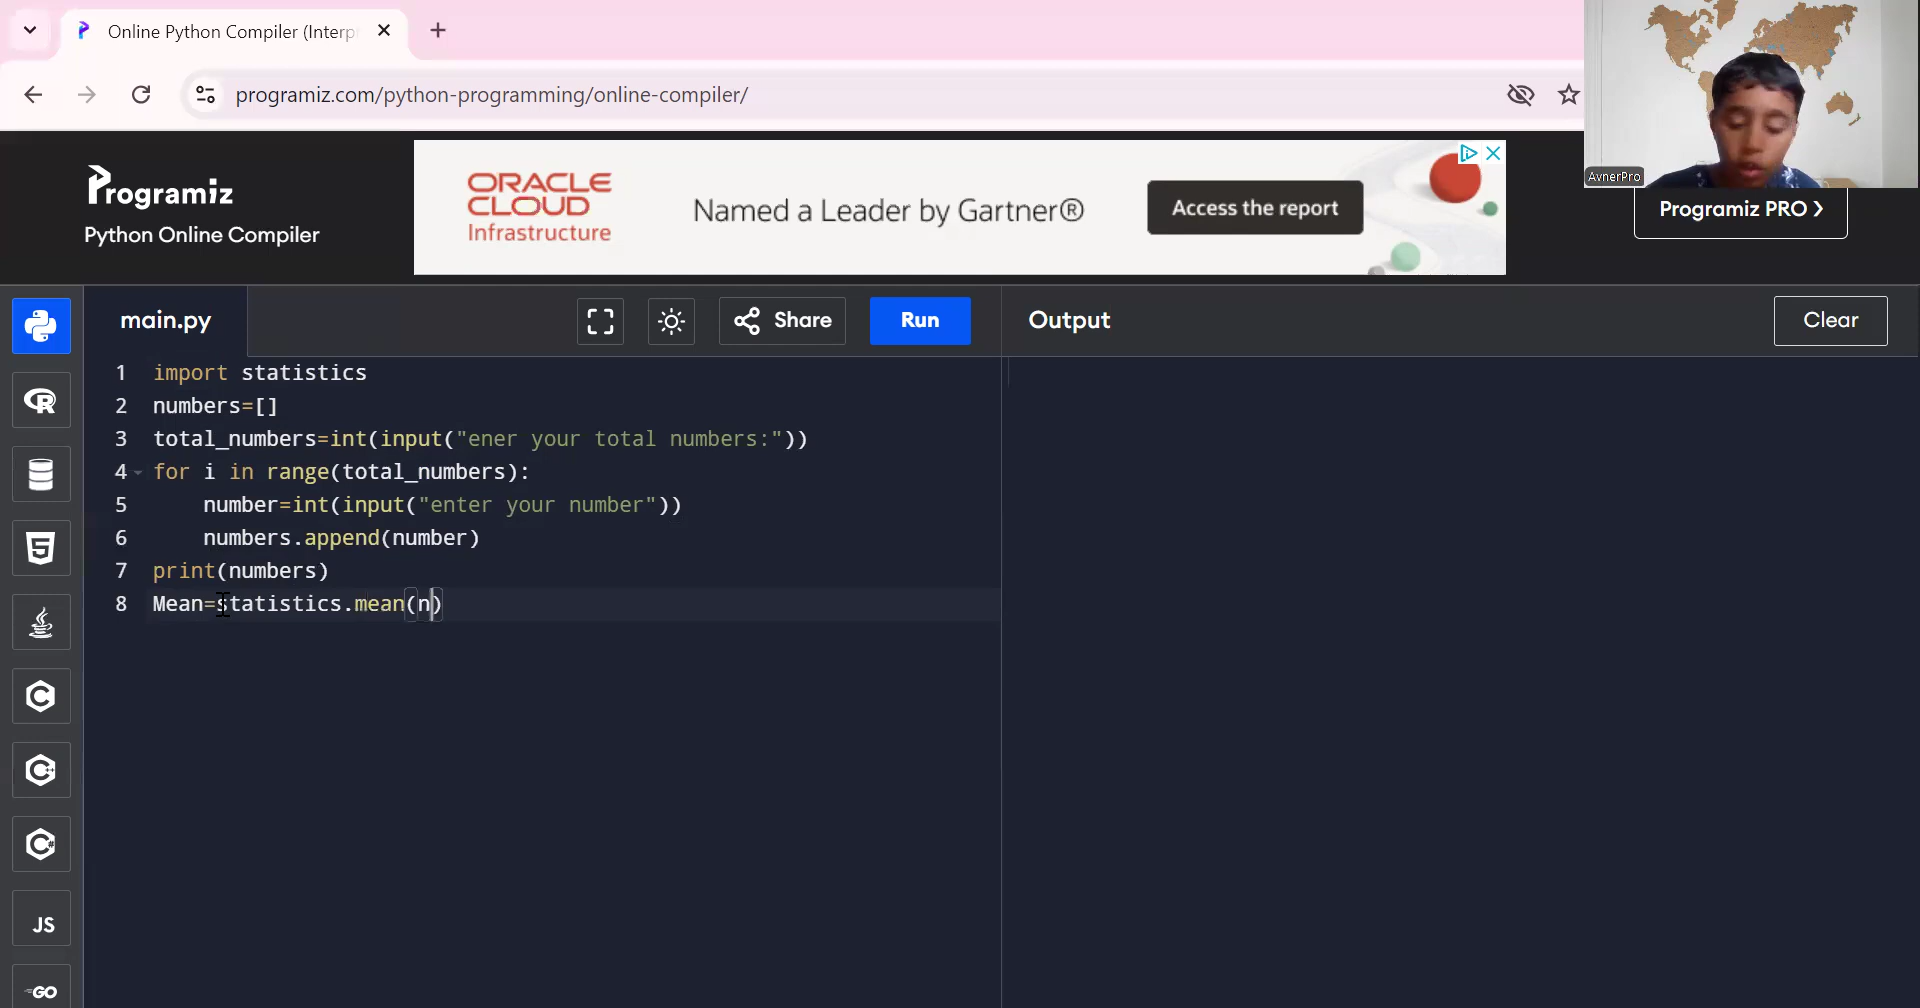 Online Python Compiler (Interp
programiz.com/python-programming/online-compiler/
AvnerPro
Programiz
Python Online Compiler
ORACLE
CLOUD
Infrastructure
Named a Leader by Gartner®
Access the report
Programiz PRO
main.py
Share
Run
Output
Clear
1 import statistics
2 numbers=[]
3 total_numbers=int(input("ener your total numbers:"))
4 for i in range(total_numbers):
5 number=int(input("enter your number"))
6 numbers.append(number)
7 print(numbers)
8 Mean=statistics.mean(n)
R
5
C
C++
C#
JS
GO